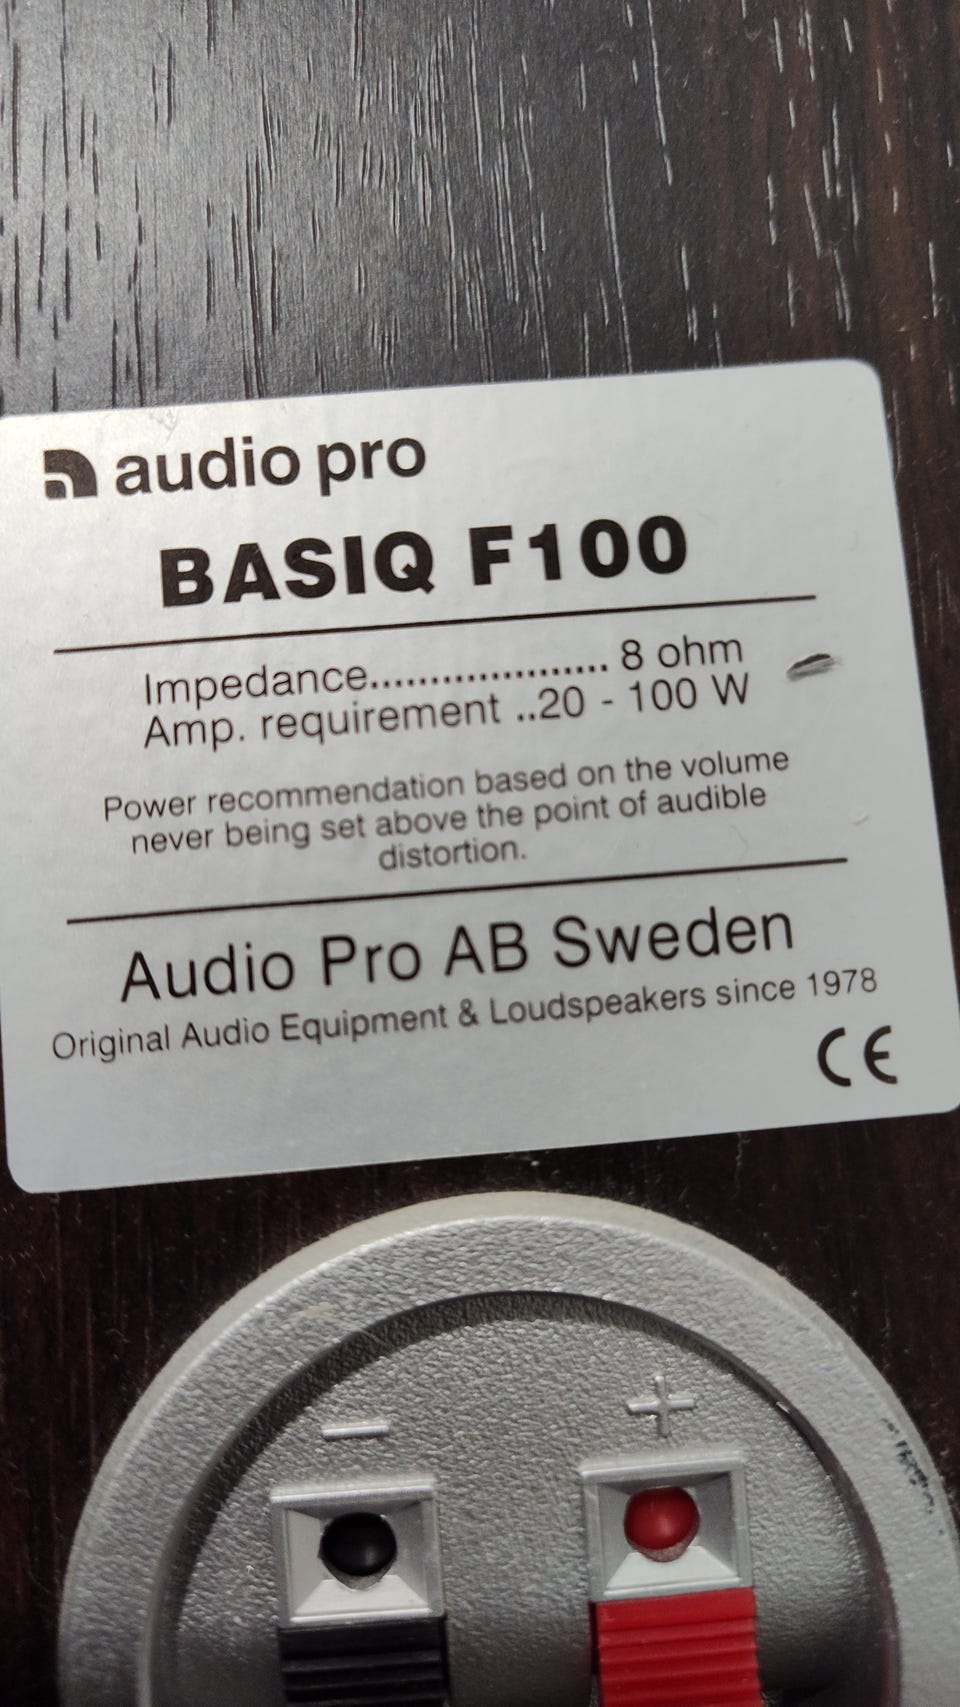 audio pro
BASIQ F100
Impedance.................... 8 ohm
Amp. requirement ..20 - 100 W
Power recommendation based on the volume
never being set above the point of audible
distortion.
Audio Pro AB Sweden
Original Audio Equipment & Loudspeakers since 1978
CE
- +